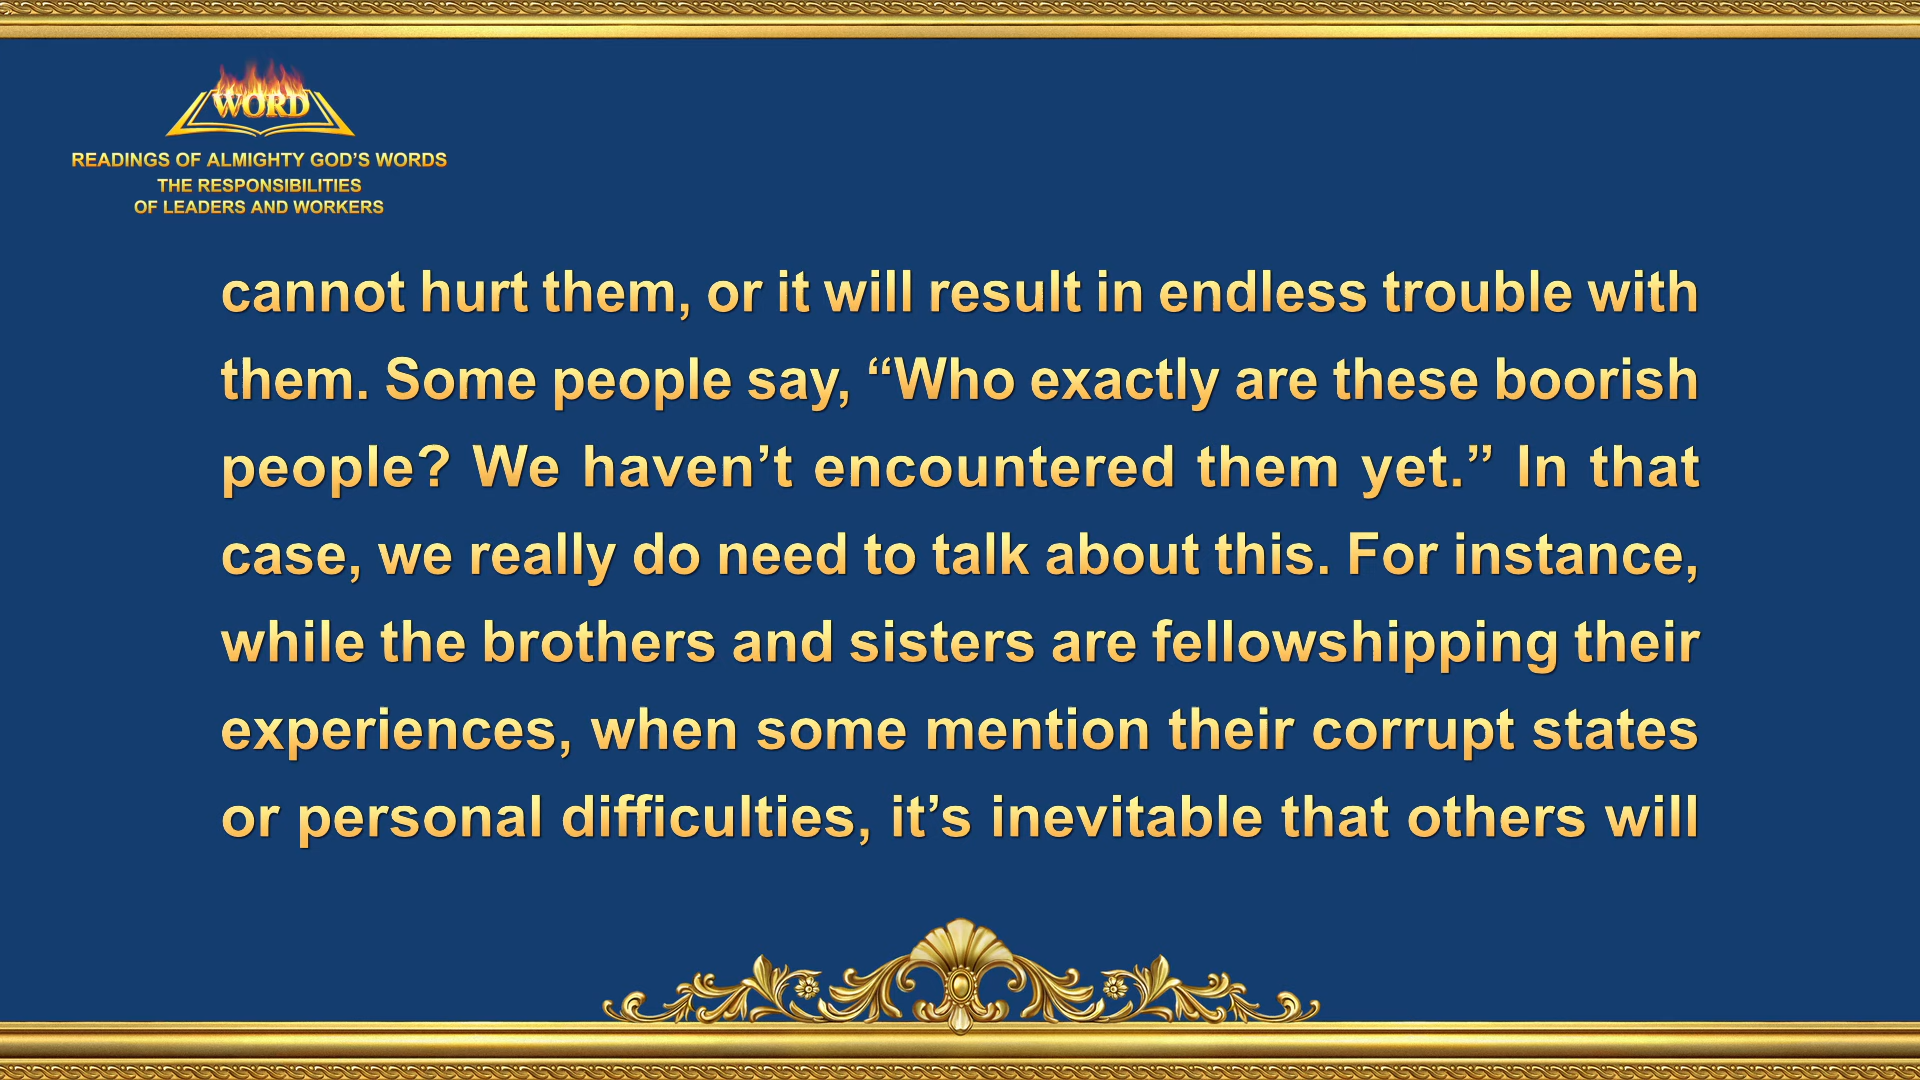 WORD
READINGS OF ALMIGHTY GOD’S WORDS
THE RESPONSIBILITIES
OF LEADERS AND WORKERS
cannot hurt them, or it will result in endless trouble with
them. Some people say, “Who exactly are these boorish
people? We haven’t encountered them yet.” In that
case, we really do need to talk about this. For instance,
while the brothers and sisters are fellowshipping their
experiences, when some mention their corrupt states
or personal difficulties, it’s inevitable that others will